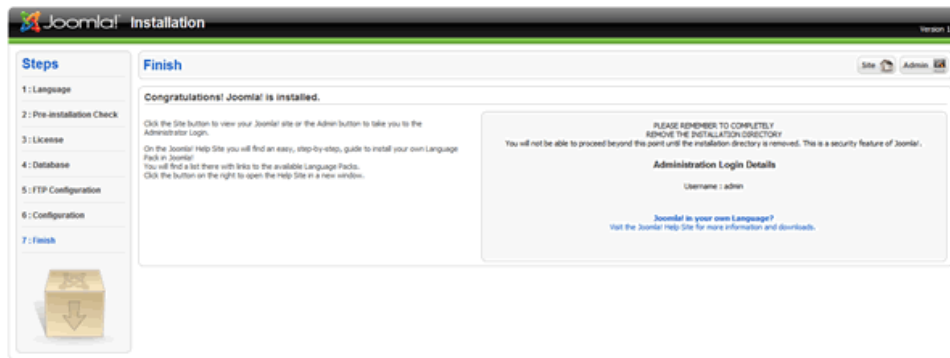 Joomla! Installation
Version 1
Steps
1 : Language
2 : Pre-installation Check
3 : License
4 : Database
5 : FTP Configuration
6 : Configuration
7 : Finish
Finish
Site
Admin
Congratulations! Joomla! is installed.
Click the Site button to view your Joomla! site or the Admin button to take you to the
Administrator Login.
On the Joomla! Help Site you will find an easy, step-by-step, guide to install your own Language
Pack in Joomla!
You will find a list there with links to the available Language Packs.
Click the button on the right to open the Help Site in a new window.
PLEASE REMEMBER TO COMPLETELY
REMOVE THE INSTALLATION DIRECTORY
You will not be able to proceed beyond this point until the installation directory is removed. This is a security feature of Joomla!.
Administration Login Details
Username : admin
Joomla! in your own Language?
Visit the Joomla! Help Site for more information and downloads.